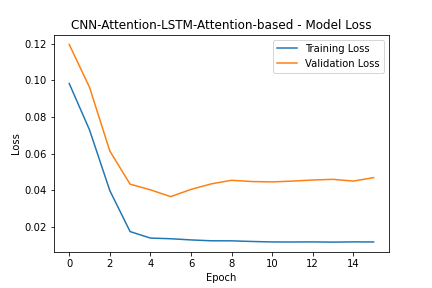 CNN-Attention-LSTM-Attention-based - Model Loss
Training Loss
Validation Loss
0.12
0.10
0.08
0.06
0.04
0.02
Loss
0 2 4 6 8 10 12 14
Epoch